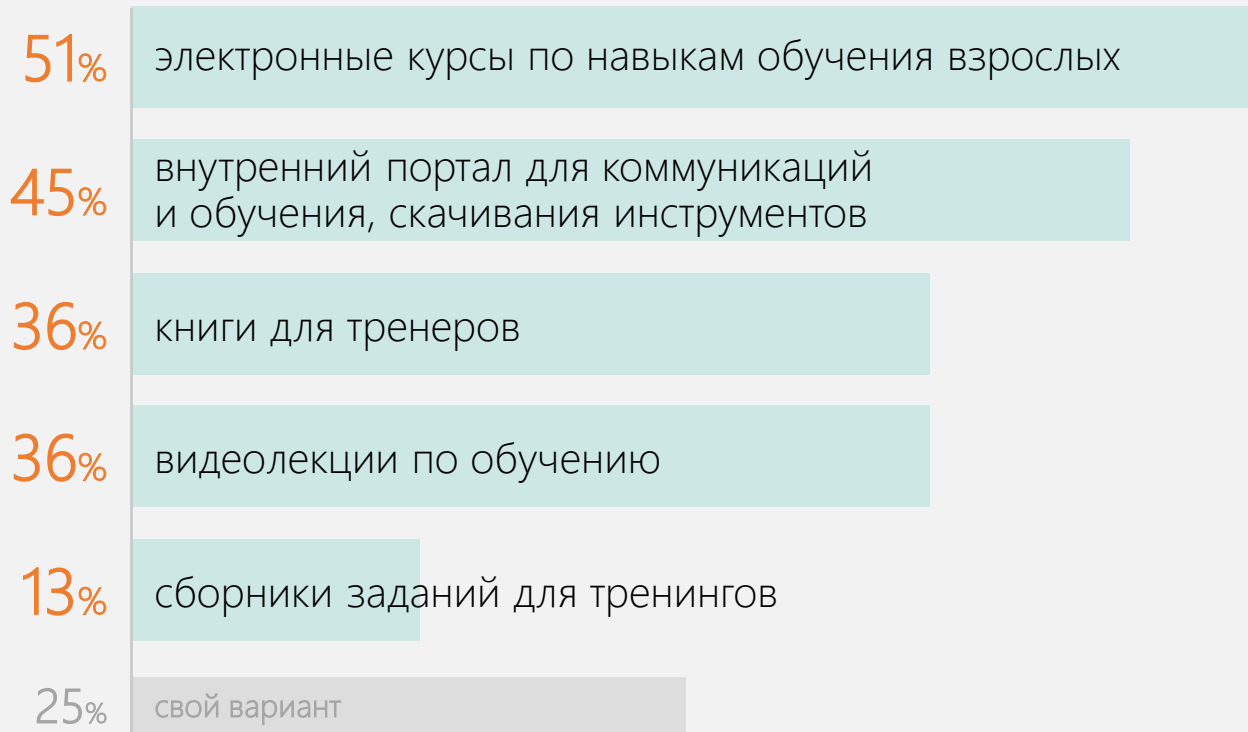 51% электронные курсы по навыкам обучения взрослых
45% внутренний портал для коммуникаций
и обучения, скачивания инструментов
36% книги для тренеров
36% видеолекции по обучению
13% сборники заданий для тренингов
25% свой вариант